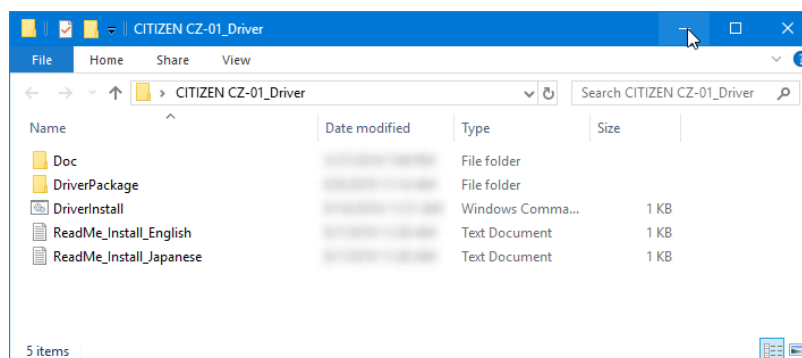 CITIZEN CZ-01_Driver
File Home Share View
CITIZEN CZ-01_Driver Search CITIZEN CZ-01_Driver
Name Date modified Type Size
Doc File folder
DriverPackage File folder
DriverInstall Windows Comma... 1 KB
ReadMe_Install_English Text Document 1 KB
ReadMe_Install_Japanese Text Document 1 KB
5 items